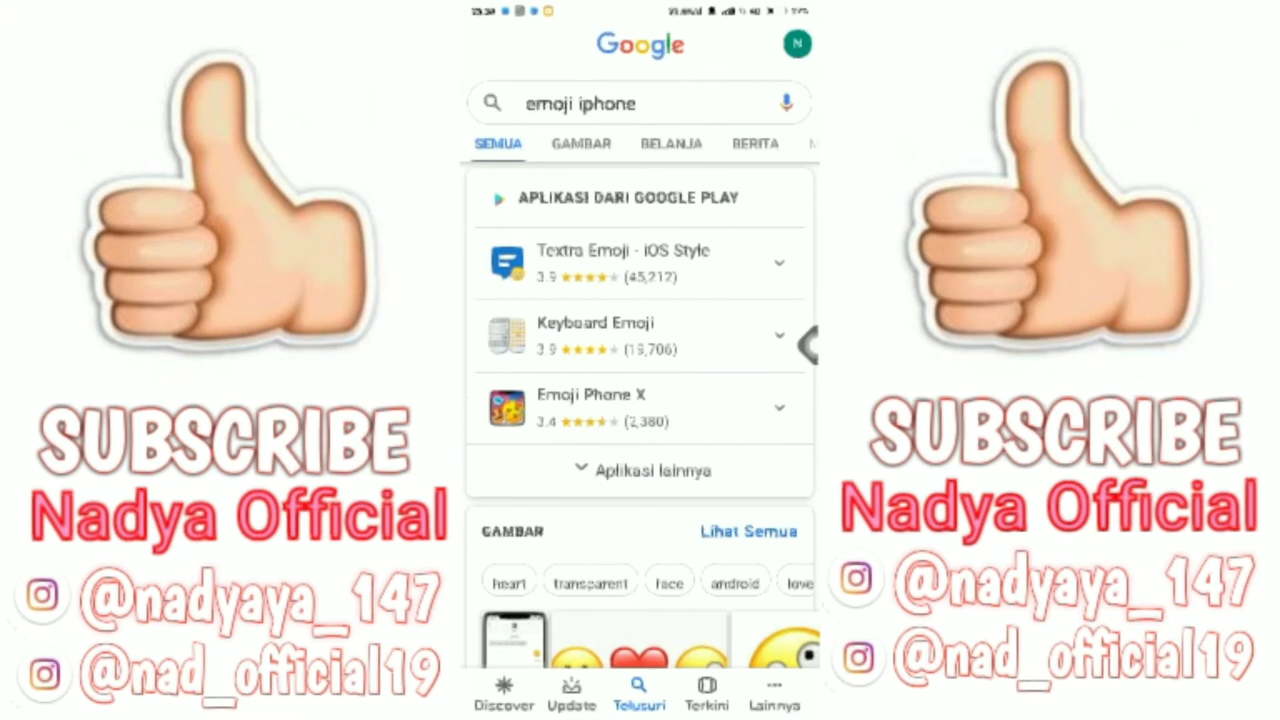 SUBSCRIBE
Nadya Official
@nadyaya_147
@nad_official19
Google
N
emoji iphone
SEMUA GAMBAR BELANJA BERITA
APLIKASI DARI GOOGLE PLAY
Textra Emoji - iOS Style
3.9 ★★★★★ (45,212)
Keyboard Emoji
3.9 ★★★★★ (19,706)
Emoji Phone X
3.4 ★★★★★ (2,380)
Aplikasi lainnya
GAMBAR Lihat Semua
heart transparent face android love
Discover Update Telusuri Terkini Lainnya
SUBSCRIBE
Nadya Official
@nadyaya_147
@nad_official19